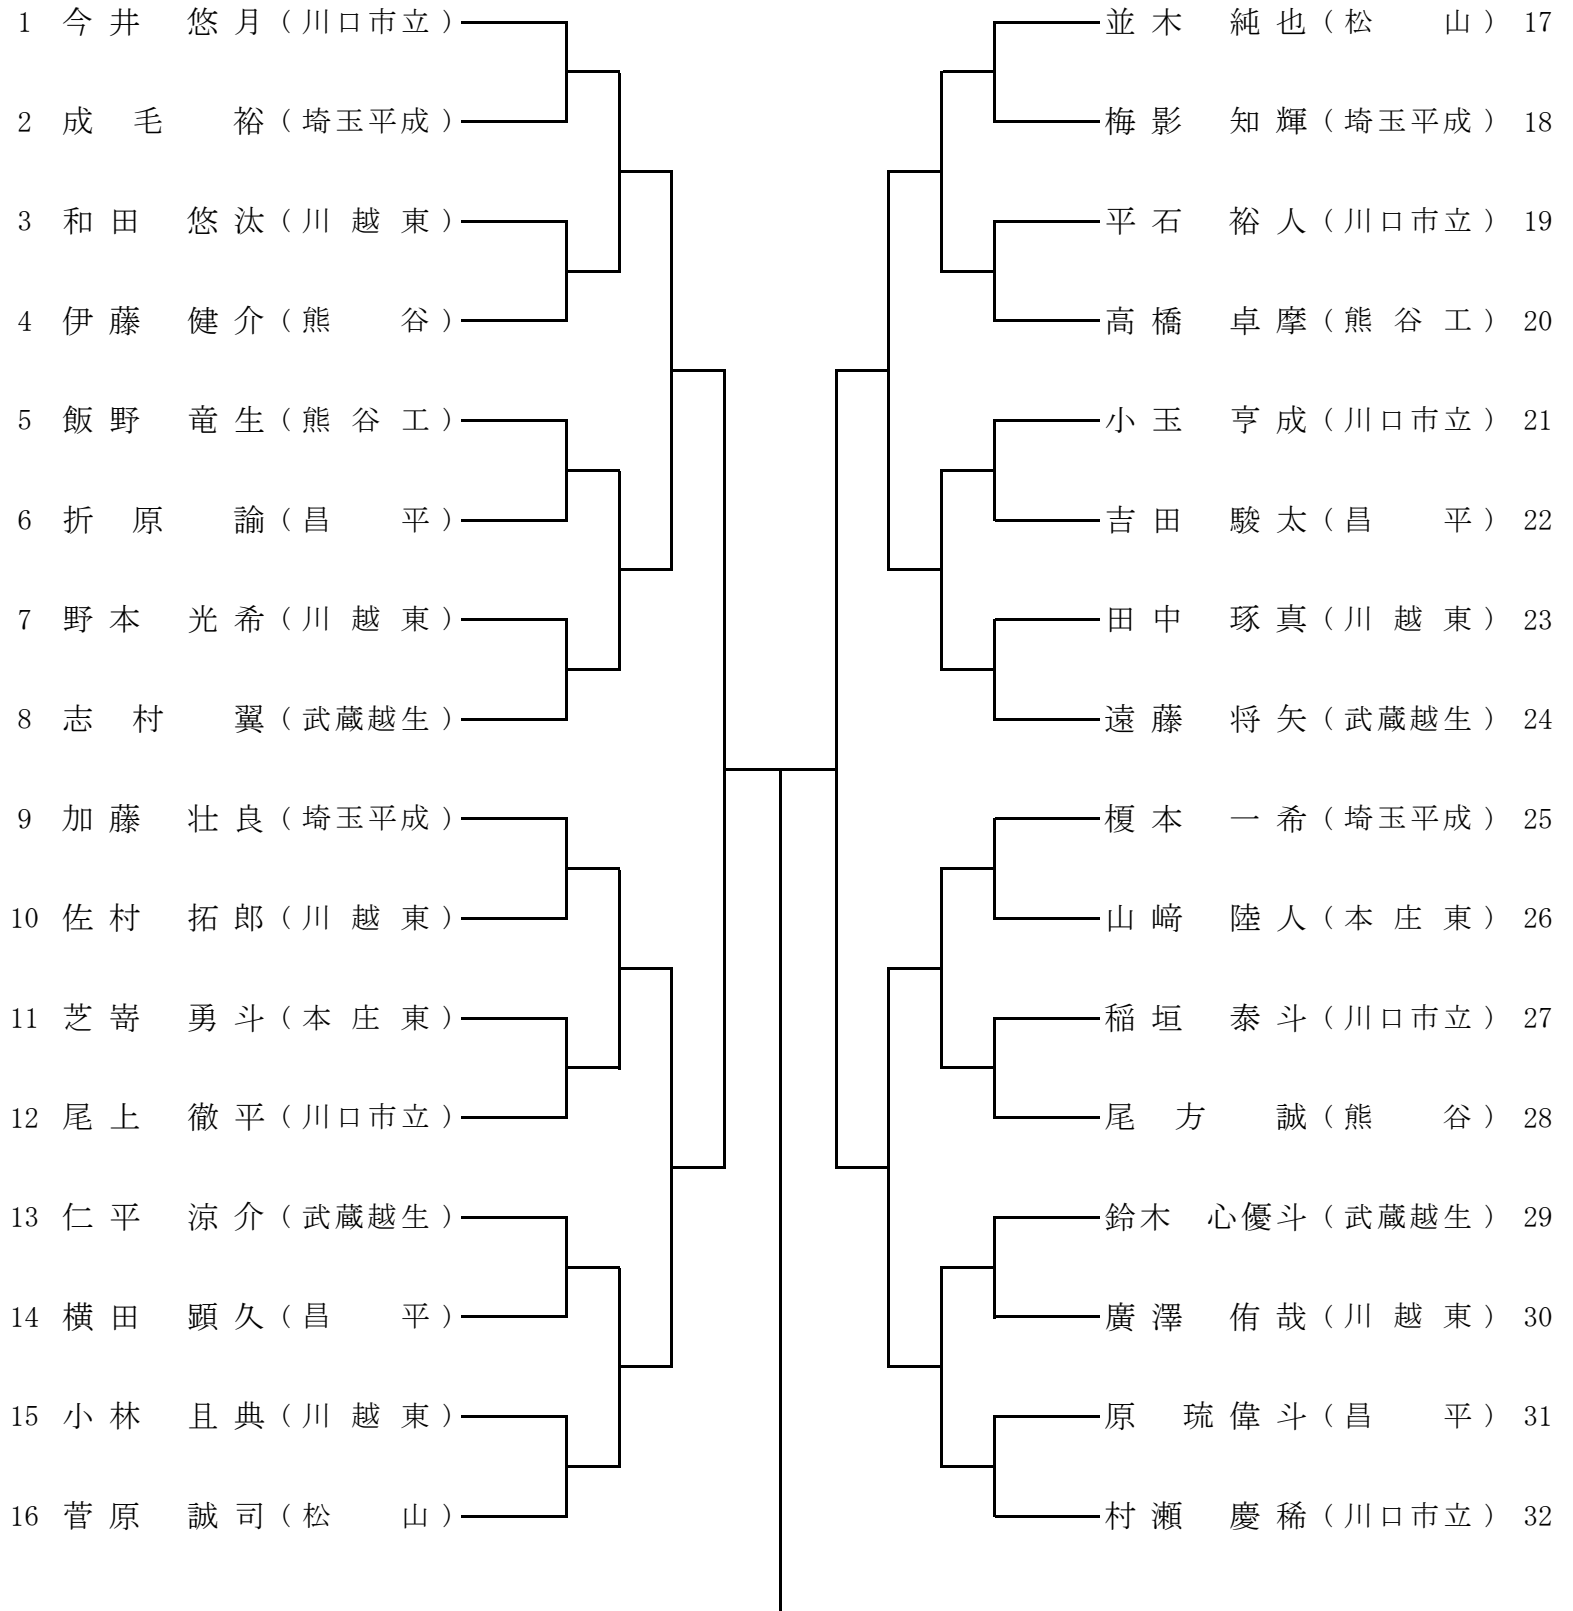 1 今井 悠月（川口市立）
2 成毛 裕（埼玉平成）
3 和田 悠汰（川越東）
4 伊藤 健介（熊谷）
5 飯野 竜生（熊谷工）
6 折原 諭（昌平）
7 野本 光希（川越東）
8 志村 翼（武蔵越生）
9 加藤 壮良（埼玉平成）
10 佐村 拓郎（川越東）
11 芝嵜 勇斗（本庄東）
12 尾上 徹平（川口市立）
13 仁平 涼介（武蔵越生）
14 横田 顕久（昌平）
15 小林 且典（川越東）
16 菅原 誠司（松山）
並木 純也（松山）17
梅影 知輝（埼玉平成）18
平石 裕人（川口市立）19
高橋 卓摩（熊谷工）20
小玉 亨成（川口市立）21
吉田 駿太（昌平）22
田中 琢真（川越東）23
遠藤 将矢（武蔵越生）24
榎本 一希（埼玉平成）25
山﨑 陸人（本庄東）26
稲垣 泰斗（川口市立）27
尾方 誠（熊谷）28
鈴木 心優斗（武蔵越生）29
廣澤 侑哉（川越東）30
原 琉偉斗（昌平）31
村瀬 慶稀（川口市立）32